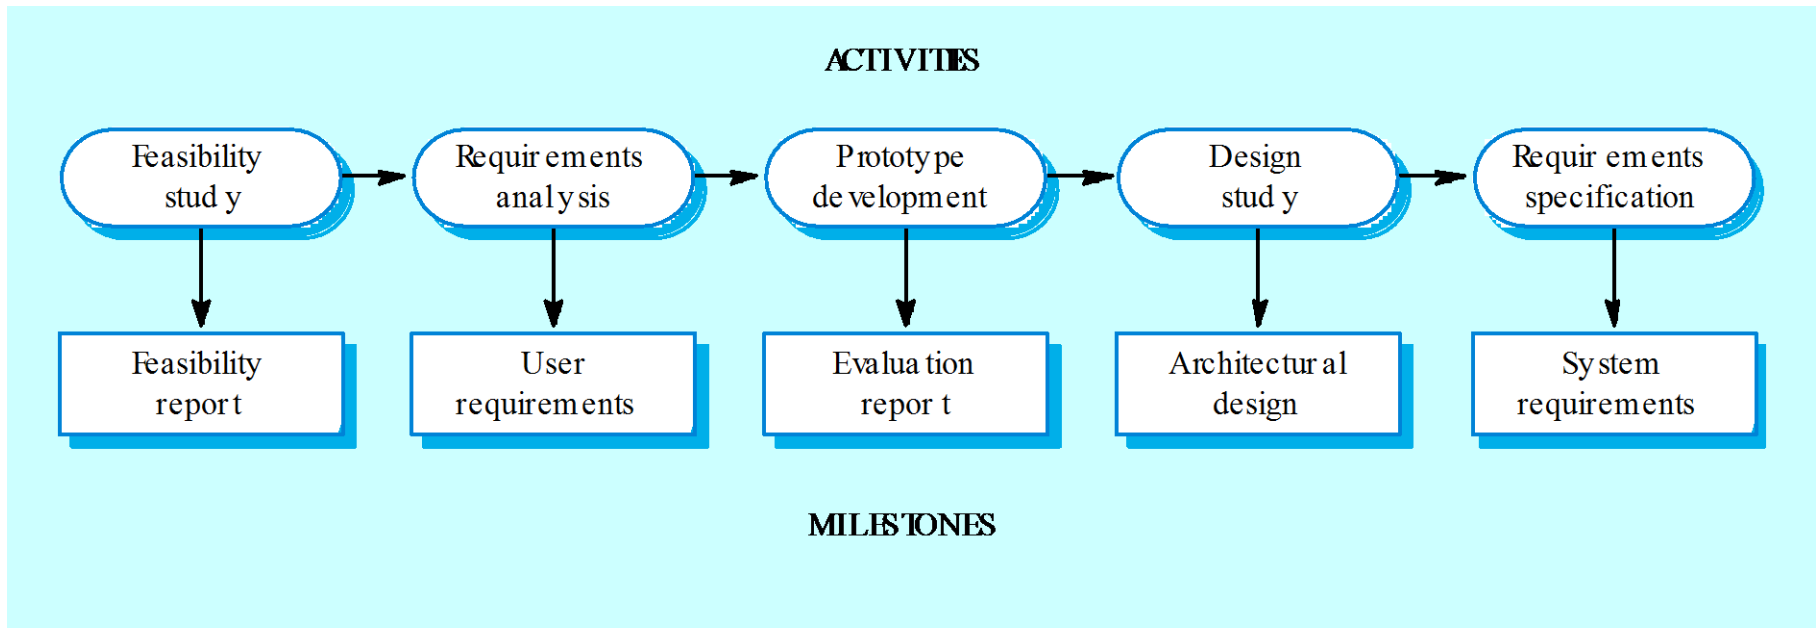 ACTIVITIES
Feasibility
study
Requirements
analysis
Prototype
development
Design
study
Requirements
specification
Feasibility
report
User
requirements
Evaluation
report
Architectural
design
System
requirements
MILESTONES